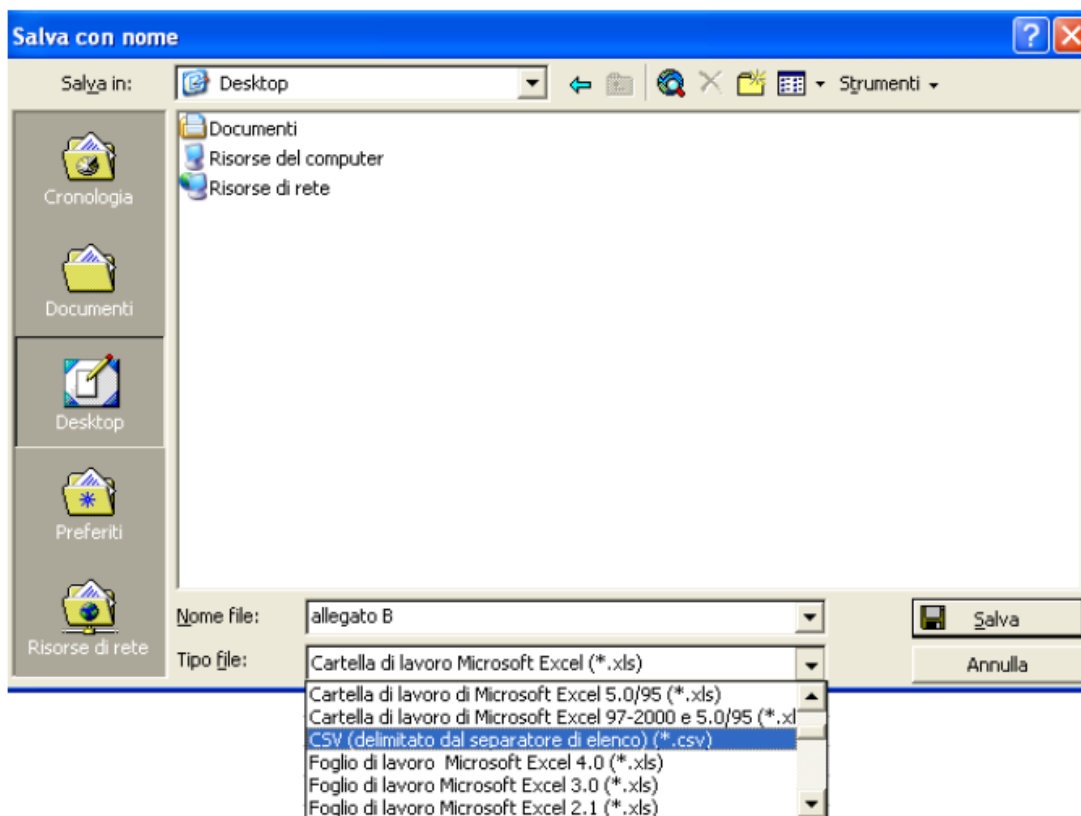 Salva con nome
Salva in:
Desktop
Strumenti
Documenti
Risorse del computer
Risorse di rete
Cronologia
Documenti
Desktop
Preferiti
Risorse di rete
Nome file:
allegato B
Salva
Tipo file:
Cartella di lavoro Microsoft Excel (*.xls)
Annulla
Cartella di lavoro di Microsoft Excel 5.0/95 (*.xls)
Cartella di lavoro di Microsoft Excel 97-2000 e 5.0/95 (*.xl
CSV (delimitato dal separatore di elenco) (*.csv)
Foglio di lavoro Microsoft Excel 4.0 (*.xls)
Foglio di lavoro Microsoft Excel 3.0 (*.xls)
Foglio di lavoro Microsoft Excel 2.1 (*.xls)